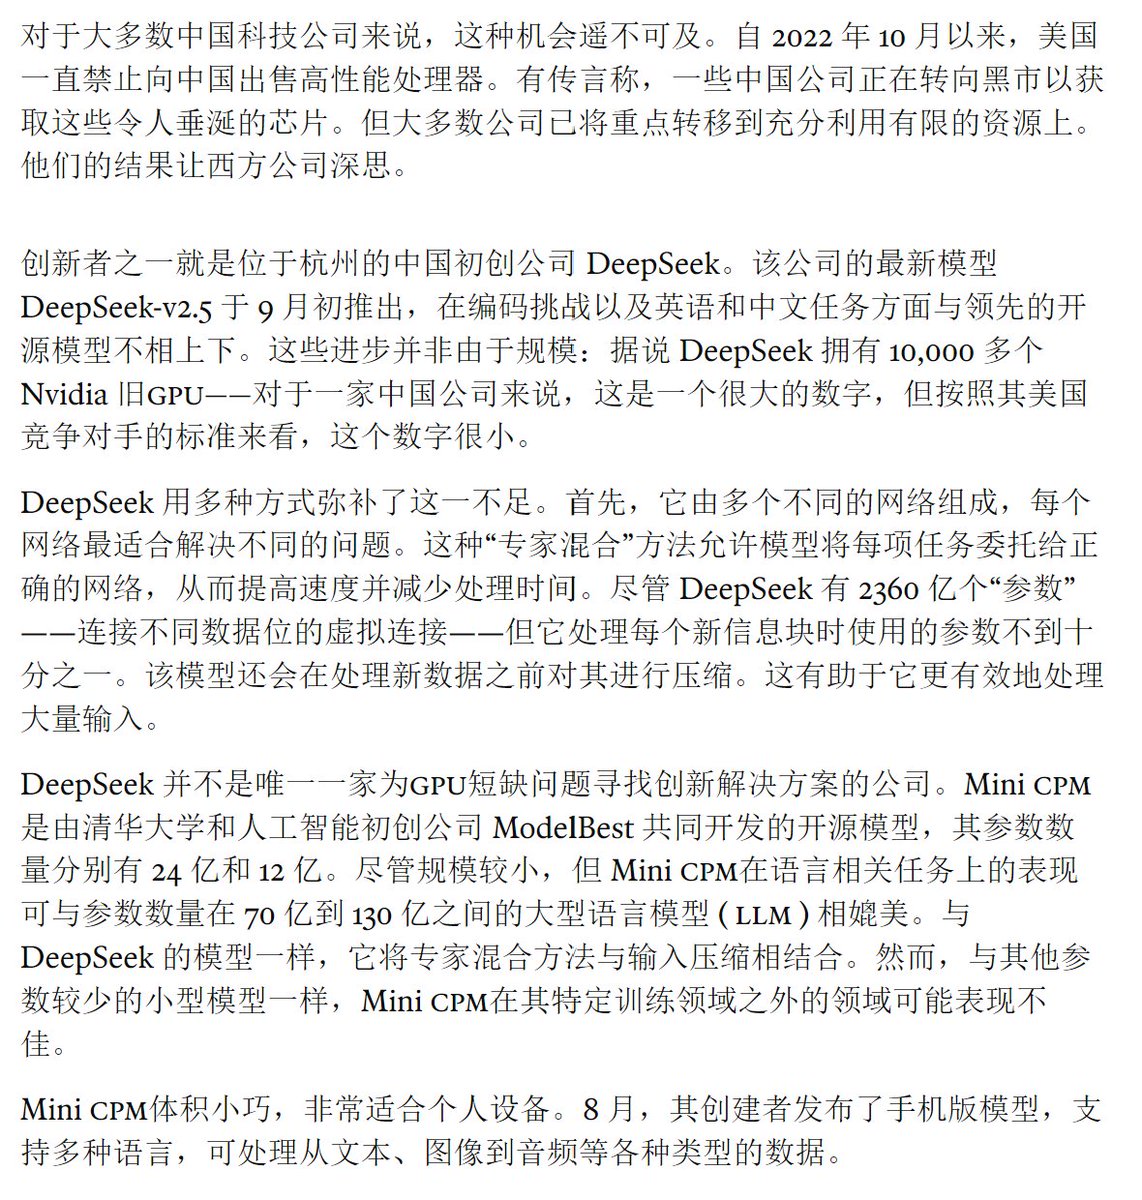 对于大多数中国科技公司来说，这种机会遥不可及。自 2022 年 10 月以来，美国
一直禁止向中国出售高性能处理器。有传言称，一些中国公司正在转向黑市以获
取这些令人垂涎的芯片。但大多数公司已将重点转移到充分利用有限的资源上。
他们的结果让西方公司深思。
创新者之一就是位于杭州的中国初创公司 DeepSeek。该公司的最新模型
DeepSeek-v2.5 于 9 月初推出，在编码挑战以及英语和中文任务方面与领先的开
源模型不相上下。这些进步并非由于规模：据说 DeepSeek 拥有 10,000 多个
Nvidia 旧GPU——对于一家中国公司来说，这是一个很大的数字，但按照其美国
竞争对手的标准来看，这个数字很小。
DeepSeek 用多种方式弥补了这一不足。首先，它由多个不同的网络组成，每个
网络最适合解决不同的问题。这种“专家混合”方法允许模型将每项任务委托给正
确的网络，从而提高速度并减少处理时间。尽管 DeepSeek 有 2360 亿个“参数”
——连接不同数据位的虚拟连接——但它处理每个新信息块时使用的参数不到十
分之一。该模型还会在处理新数据之前对其进行压缩。这有助于它更有效地处理
大量输入。
DeepSeek 并不是唯一一家为GPU短缺问题寻找创新解决方案的公司。Mini CPM
是由清华大学和人工智能初创公司 ModelBest 共同开发的开源模型，其参数数
量分别有 24 亿和 12 亿。尽管规模较小，但 Mini CPM在语言相关任务上的表现
可与参数数量在 70 亿到 130 亿之间的大型语言模型 ( LLM ) 相媲美。与
DeepSeek 的模型一样，它将专家混合方法与输入压缩相结合。然而，与其他参
数较少的小型模型一样，Mini CPM在其特定训练领域之外的领域可能表现不
佳。
Mini CPM体积小巧，非常适合个人设备。8 月，其创建者发布了手机版模型，支
持多种语言，可处理从文本、图像到音频等各种类型的数据。